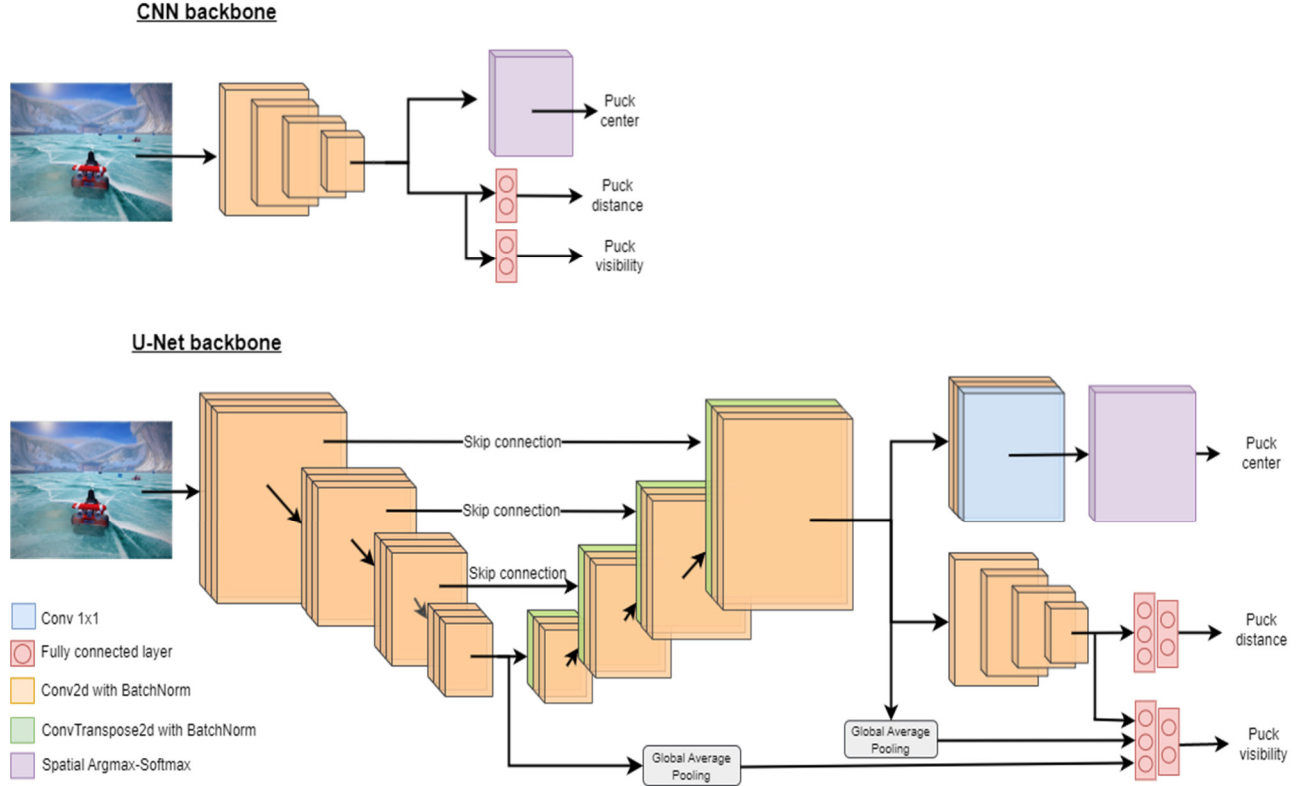 CNN backbone
Puck
center
Puck
distance
Puck
visibility
U-Net backbone
Skip connection
Skip connection
Skip connection
Puck
center
Conv 1x1
Fully connected layer
Conv2d with BatchNorm
ConvTranspose2d with BatchNorm
Spatial Argmax-Softmax
Puck
distance
Global Average
Pooling
Global Average
Pooling
Puck
visibility